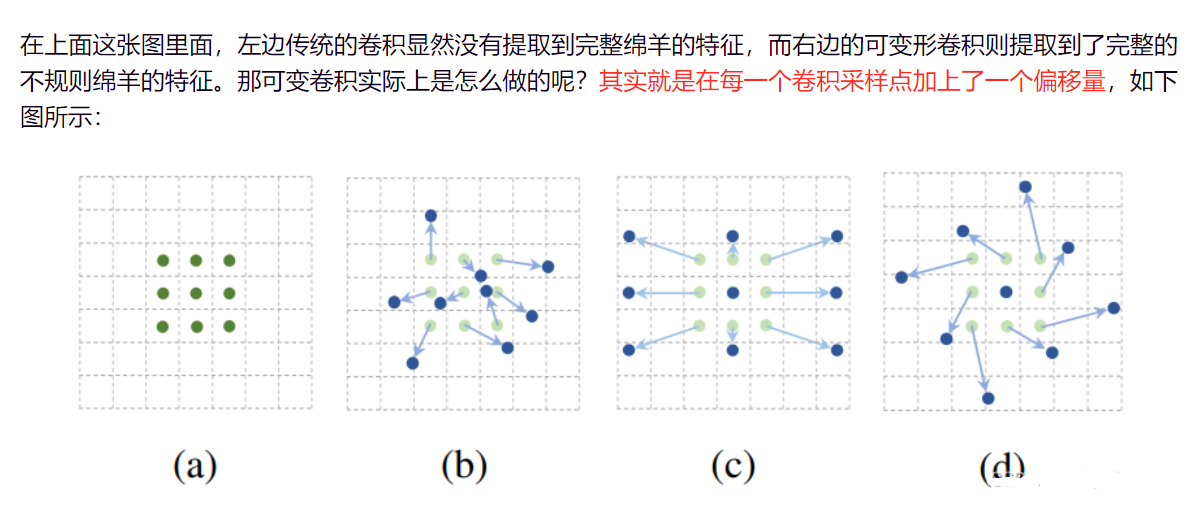 在上面这张图里面，左边传统的卷积显然没有提取到完整绵羊的特征，而右边的可变形卷积则提取到了完整的
不规则绵羊的特征。那可变卷积实际上是怎么做的呢？其实就是在每一个卷积采样点加上了一个偏移量，如下
图所示：
(a) (b) (c) (d)